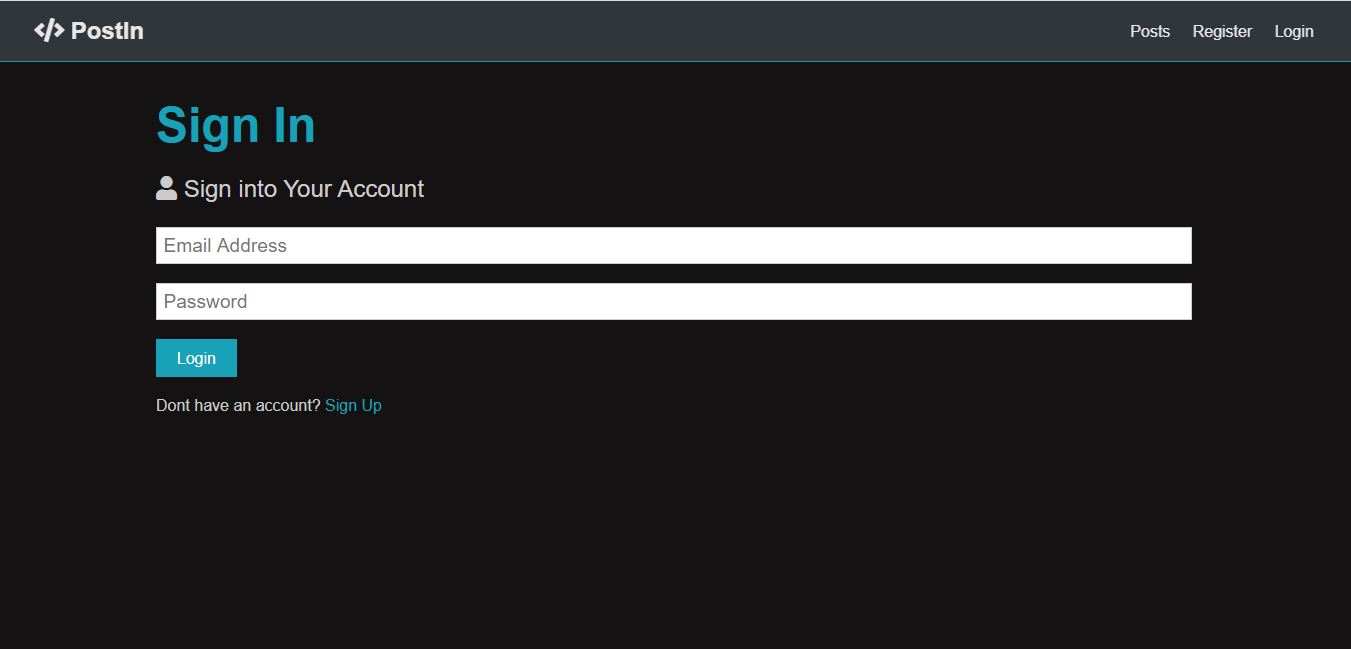 PostIn
Posts Register Login
Sign In
Sign into Your Account
Email Address
Password
Login
Dont have an account? Sign Up